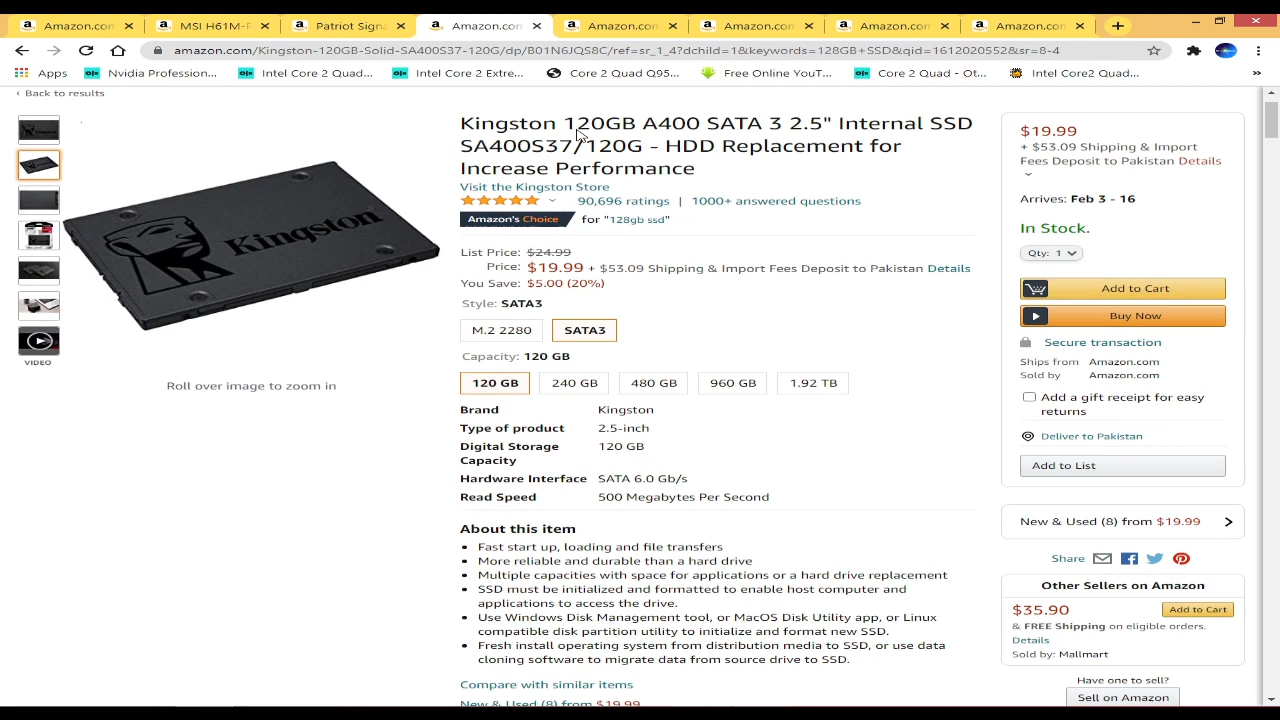 Amazon.co
MSI H61M-F
Patriot Signa
Amazon.co
Amazon.co
Amazon.co
Amazon.co
Amazon.co
amazon.com/Kingston-120GB-Solid-SA400S37-120G/dp/B01N6JQS8C/ref=sr_1_4?dchild=1&keywords=128GB+SSD&qid=1612020552&sr=8-4
Apps
Nvidia Profession...
Intel Core 2 Quad...
Intel Core 2 Extre...
Core 2 Quad Q95...
Free Online YouT...
Core 2 Quad - Ot...
Intel Core2 Quad...
‹ Back to results
Kingston 120GB A400 SATA 3 2.5" Internal SSD
SA400S37/120G - HDD Replacement for
Increase Performance
Visit the Kingston Store
90,696 ratings | 1000+ answered questions
Amazon's Choice for "128gb ssd"
List Price: $24.99
Price: $19.99 + $53.09 Shipping & Import Fees Deposit to Pakistan Details
You Save: $5.00 (20%)
Style: SATA3
M.2 2280 SATA3
Capacity: 120 GB
120 GB 240 GB 480 GB 960 GB 1.92 TB
Brand Kingston
Type of product 2.5-inch
Digital Storage 120 GB
Capacity
Hardware Interface SATA 6.0 Gb/s
Read Speed 500 Megabytes Per Second
About this item
• Fast start up, loading and file transfers
• More reliable and durable than a hard drive
• Multiple capacities with space for applications or a hard drive replacement
• SSD must be initialized and formatted to enable host computer and
applications to access the drive.
• Use Windows Disk Management tool, or MacOS Disk Utility app, or Linux
compatible disk partition utility to initialize and format new SSD.
• Fresh install operating system from distribution media to SSD, or use data
cloning software to migrate data from source drive to SSD.
Compare with similar items
New & Used (8) from $19.99
Kingston
VIDEO
Roll over image to zoom in
$19.99
+ $53.09 Shipping & Import
Fees Deposit to Pakistan Details
Arrives: Feb 3 - 16
In Stock.
Qty: 1
Add to Cart
Buy Now
Secure transaction
Ships from Amazon.com
Sold by Amazon.com
Add a gift receipt for easy
returns
Deliver to Pakistan
Add to List
New & Used (8) from $19.99
Share
Other Sellers on Amazon
$35.90 Add to Cart
& FREE Shipping on eligible orders.
Details
Sold by: Mallmart
Have one to sell?
Sell on Amazon